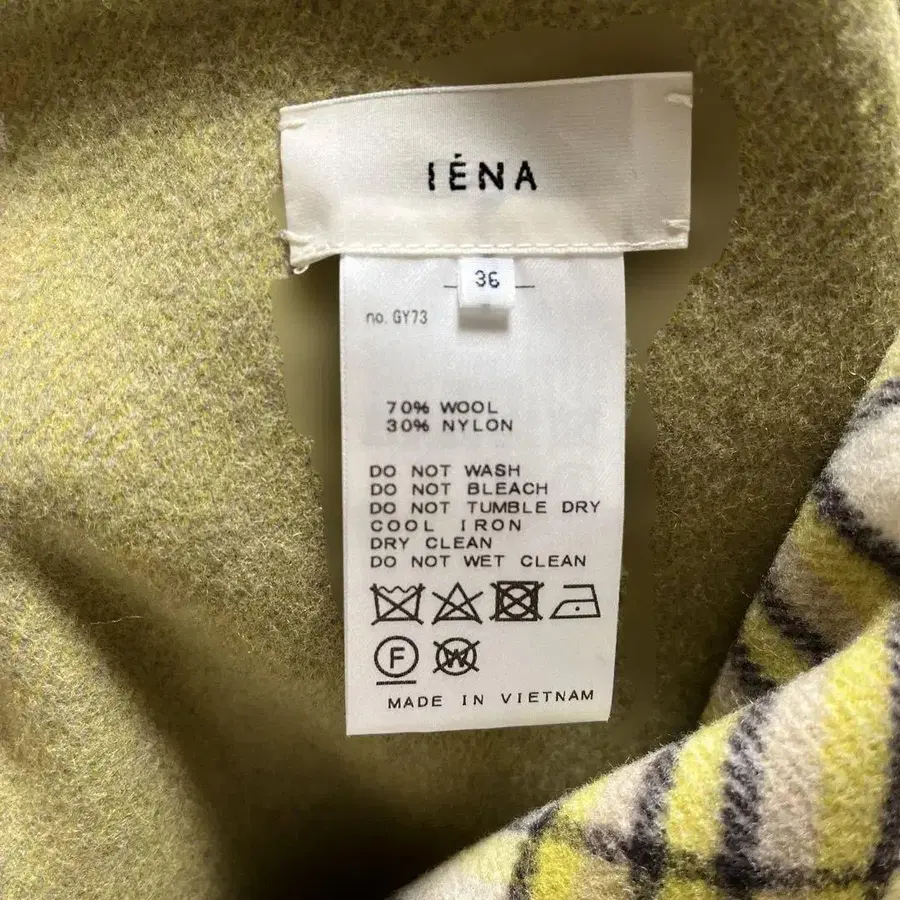 IÉNA
36
no. GY73
70% WOOL
30% NYLON
DO NOT WASH
DO NOT BLEACH
DO NOT TUMBLE DRY
COOL IRON
DRY CLEAN
DO NOT WET CLEAN
F W
MADE IN VIETNAM